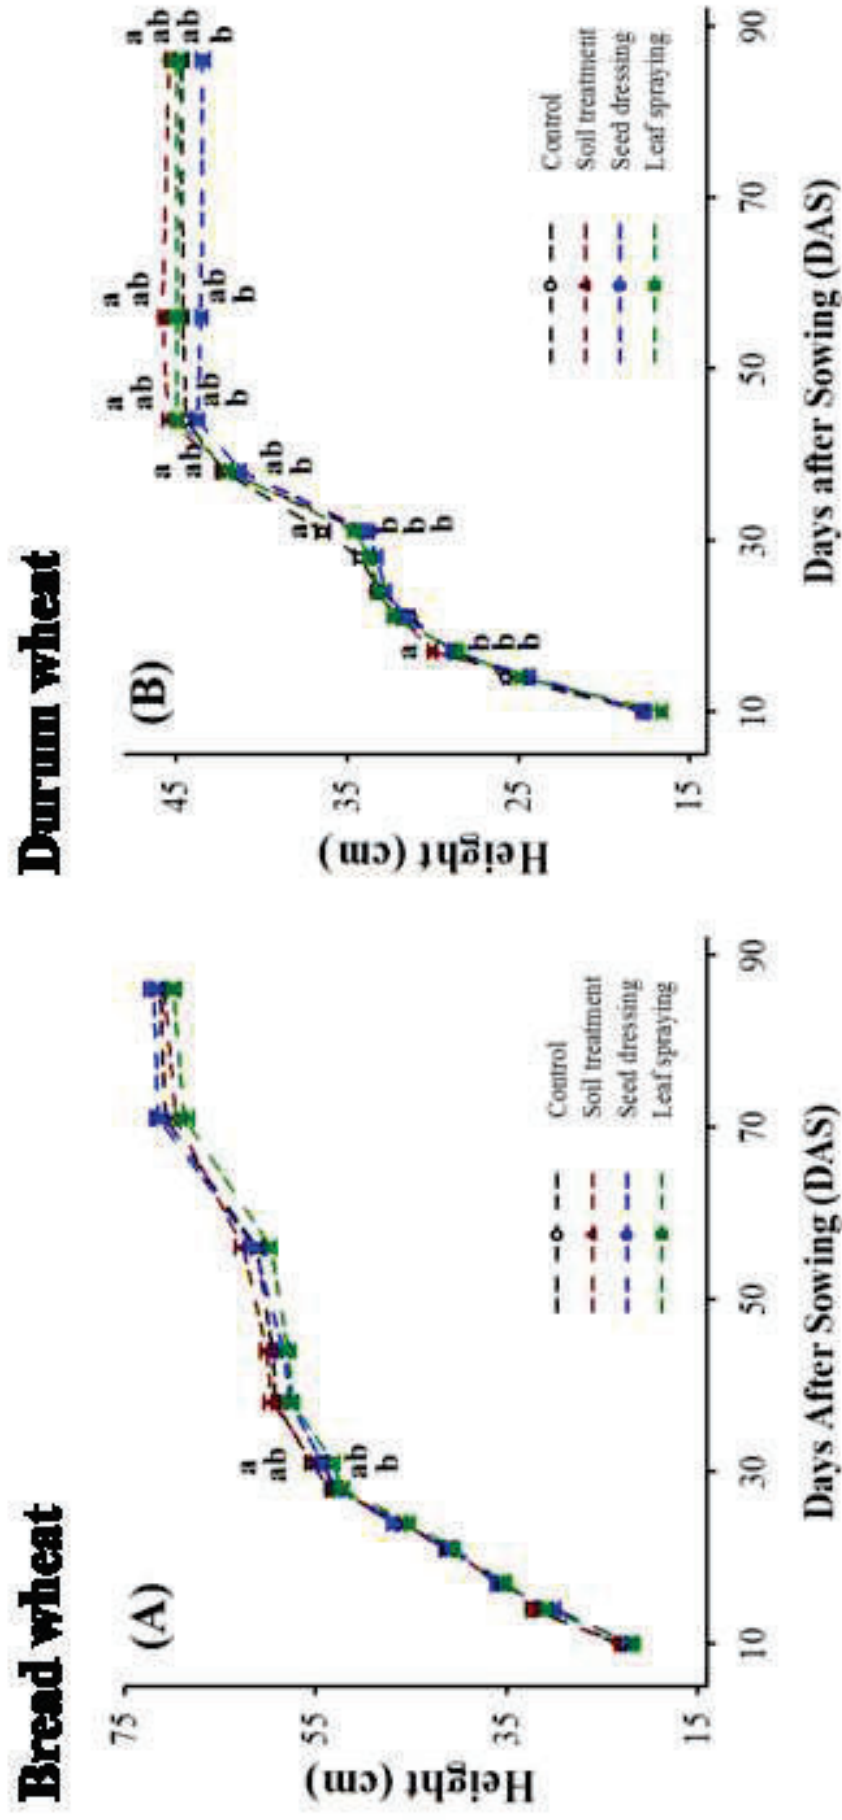 Bread wheat
(A)
75
55
35
15
Height (cm)
a
ab
ab
b
Control
Soil treatment
Seed dressing
Leaf spraying
10
30
50
70
90
Days After Sowing (DAS)
Durum wheat
(B)
45
35
25
15
Height (cm)
a
b
b
b
a
b
b
b
a
ab
ab
b
a
ab
ab
b
a
ab
ab
b
a
ab
ab
b
Control
Soil treatment
Seed dressing
Leaf spraying
10
30
50
70
90
Days after Sowing (DAS)